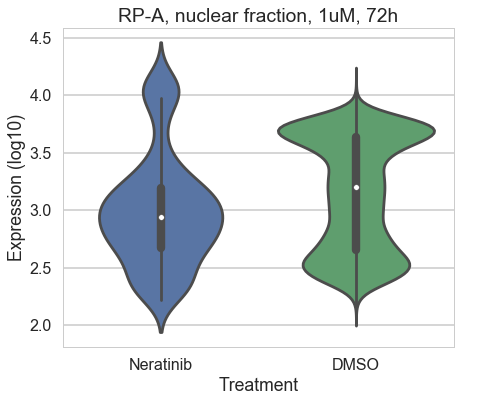 RP-A, nuclear fraction, 1uM, 72h
Expression (log10)
4.5
4.0
3.5
3.0
2.5
2.0
Neratinib DMSO
Treatment